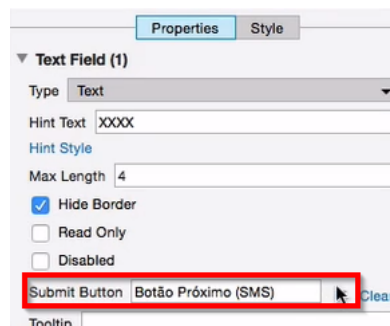 Properties Style
Text Field (1)
Type Text
Hint Text XXXX
Hint Style
Max Length 4
Hide Border
Read Only
Disabled
Submit Button Botão Próximo (SMS) Clea
Tooltip